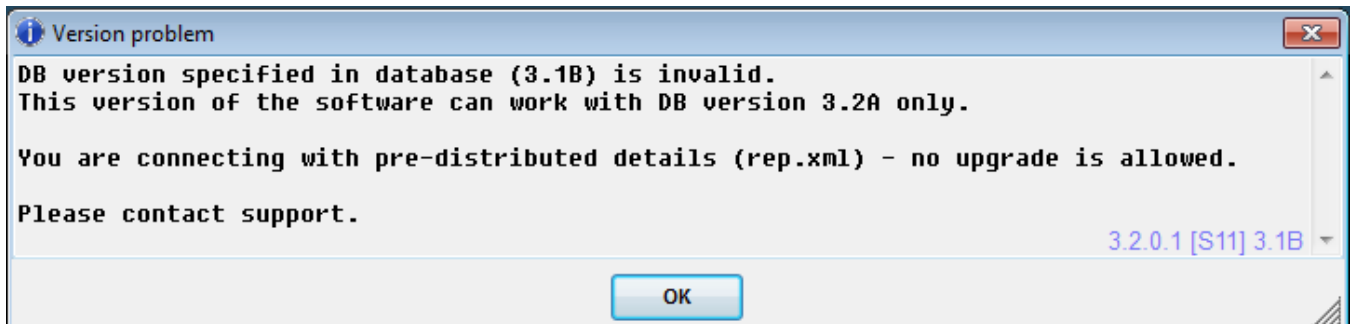 Version problem
DB version specified in database (3.1B) is invalid.
This version of the software can work with DB version 3.2A only.
You are connecting with pre-distributed details (rep.xml) - no upgrade is allowed.
Please contact support.
3.2.0.1 [S11] 3.1B
OK